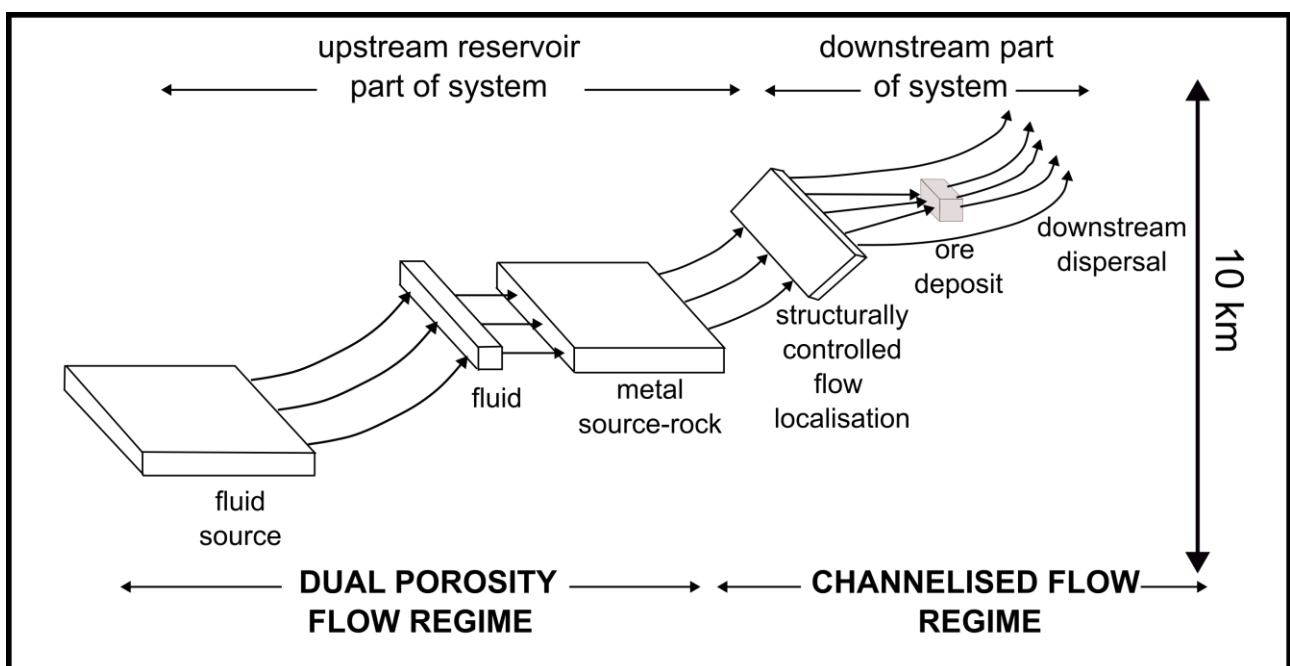 upstream reservoir
part of system
downstream part
of system
10 km
fluid
source
fluid
metal
source-rock
structurally
controlled
flow
localisation
ore
deposit
downstream
dispersal
DUAL POROSITY
FLOW REGIME
CHANNELISED FLOW
REGIME